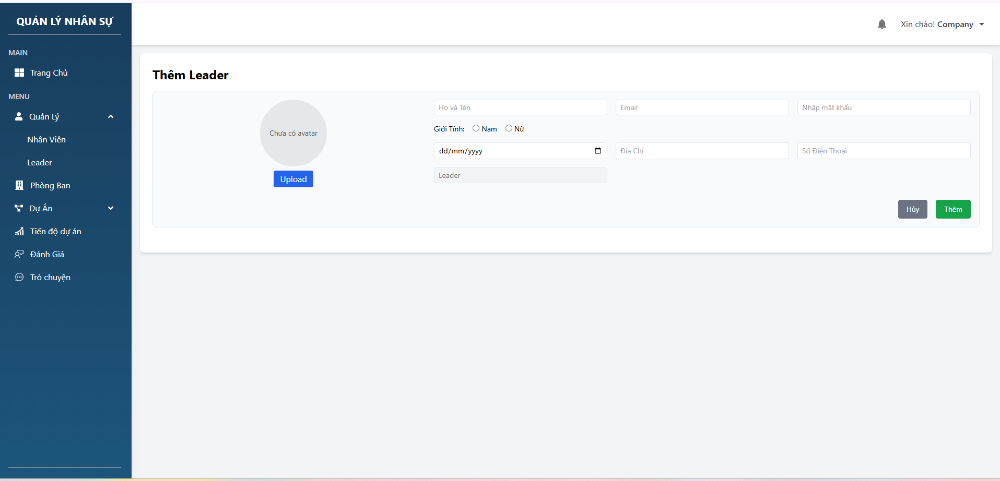 QUẢN LÝ NHÂN SỰ
MAIN
Trang Chủ
MENU
Quản Lý
Nhân Viên
Leader
Phòng Ban
Dự Án
Tiến độ dự án
Đánh Giá
Trò chuyện
Xin chào! Company
Thêm Leader
Chưa có avatar
Upload
Họ và Tên
Email
Nhập mật khẩu
Giới Tính: Nam Nữ
dd/mm/yyyy
Địa Chỉ
Số Điện Thoại
Leader
Hủy
Thêm